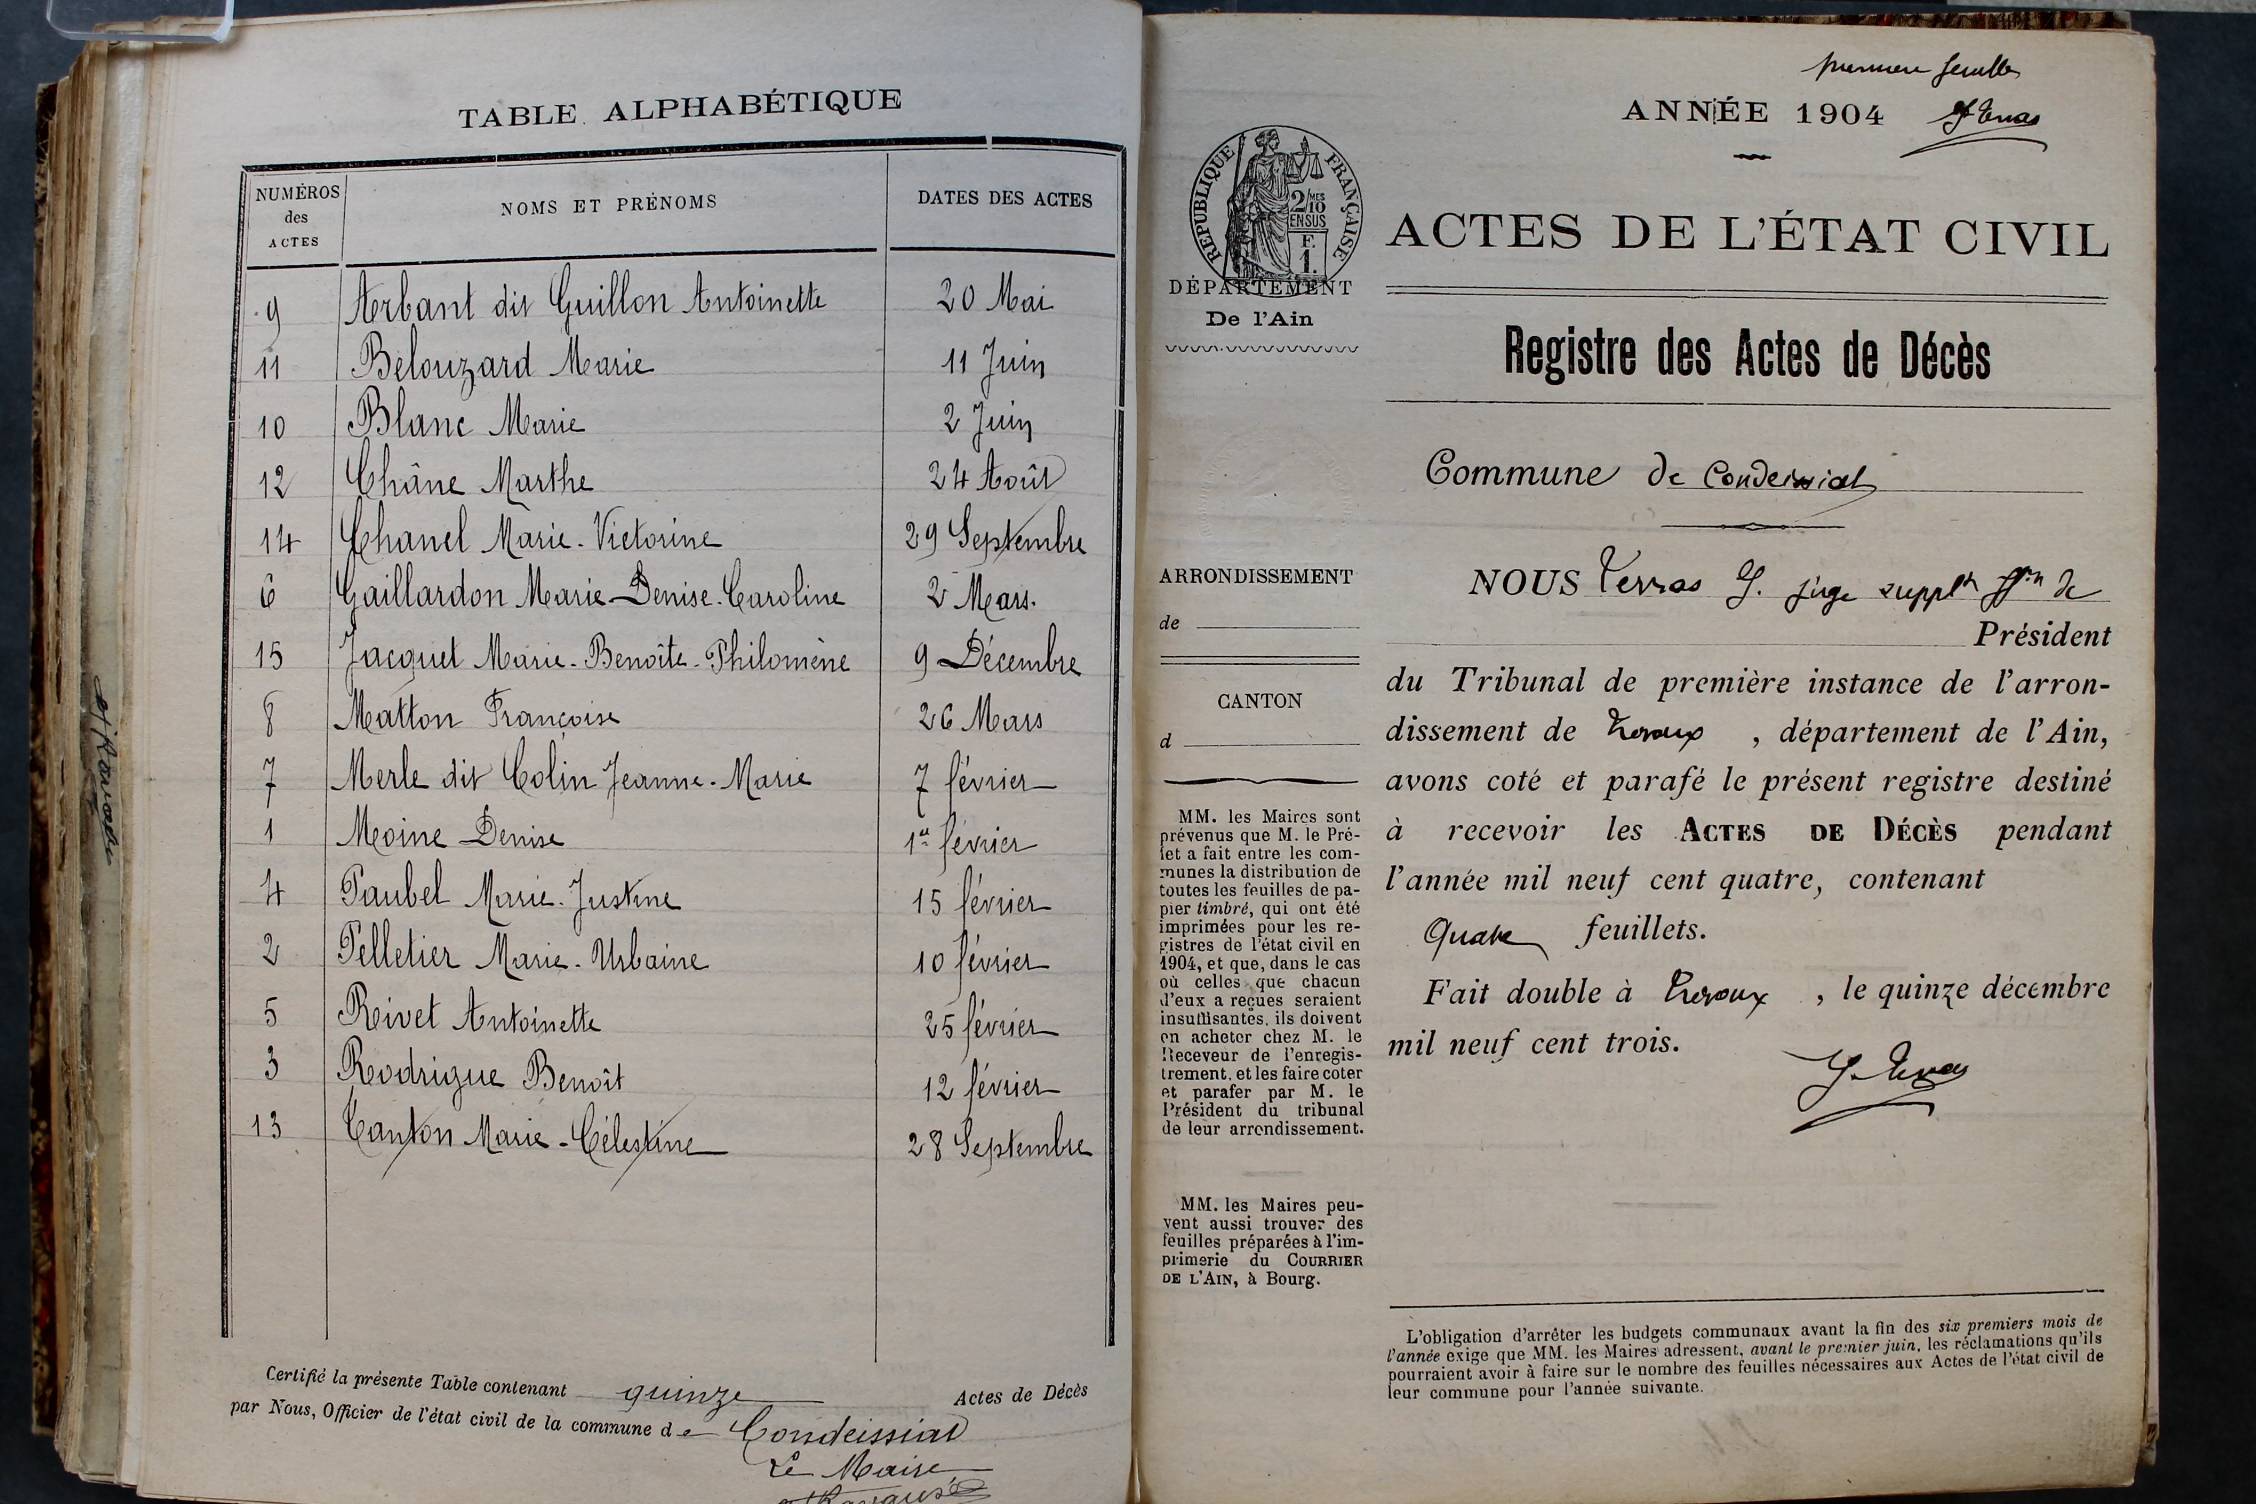 TABLE ALPHABÉTIQUE
NUMÉROS des ACTES
NOMS ET PRÉNOMS
DATES DES ACTES
9 Arbant dit Guillon Antoinette 20 Mai
11 Belouzard Marie 11 Juin
10 Blanc Marie 2 Juin
12 Châne Marthe 24 Août
14 Chanel Marie-Victorine 29 Septembre
6 Gaillardon Marie-Denise-Caroline 2 Mars.
15 Jacquet Marie-Benoîte-Philomène 9 Décembre
8 Matton Françoise 26 Mars
7 Merle dit Colin Jeanne-Marie 7 février
1 Moine Denise 1er février
4 Paubel Marie-Justine 15 février
2 Pelletier Marie-Urbaine 10 février
5 Rivet Antoinette 25 février
3 Rodrigue Benoît 12 février
13 Canton Marie-Célestine 28 Septembre
Certifié la présente Table contenant quinze Actes de Décès
par Nous, Officier de l'état civil de la commune de Condeissiat
Le Maire
première feuille
ANNÉE 1904
RÉPUBLIQUE FRANÇAISE
2/10MES
EN SUS
F.
1.
ACTES DE L'ÉTAT CIVIL
DÉPARTEMENT
De l'Ain
Registre des Actes de Décès
Commune de Condeissiat
ARRONDISSEMENT
de
CANTON
d
MM. les Maires sont
prévenus que M. le Pré-
fet a fait entre les com-
munes la distribution de
toutes les feuilles de pa-
pier timbré, qui ont été
imprimées pour les re-
gistres de l'état civil en
1904, et que, dans le cas
où celles que chacun
d'eux a reçues seraient
insuffisantes, ils doivent
en acheter chez M. le
Receveur de l'enregis-
trement, et les faire coter
et parafer par M. le
Président du tribunal
de leur arrondissement.
MM. les Maires peu-
vent aussi trouver des
feuilles préparées à l'im-
primerie du COURRIER
DE L'AIN, à Bourg.
NOUS juge suppl de
Président
du Tribunal de première instance de l'arron-
dissement de Trévoux , département de l'Ain,
avons coté et parafé le présent registre destiné
à recevoir les ACTES DE DÉCÈS pendant
l'année mil neuf cent quatre, contenant
Quatre feuillets.
Fait double à Trévoux , le quinze décembre
mil neuf cent trois.
L'obligation d'arrêter les budgets communaux avant la fin des six premiers mois de
l'année exige que MM. les Maires adressent, avant le premier juin, les réclamations qu'ils
pourraient avoir à faire sur le nombre des feuilles nécessaires aux Actes de l'état civil de
leur commune pour l'année suivante.